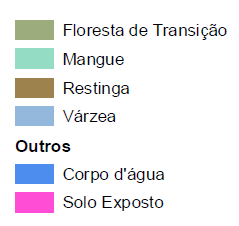 Floresta de Transição
Mangue
Restinga
Várzea
Outros
Corpo d'água
Solo Exposto